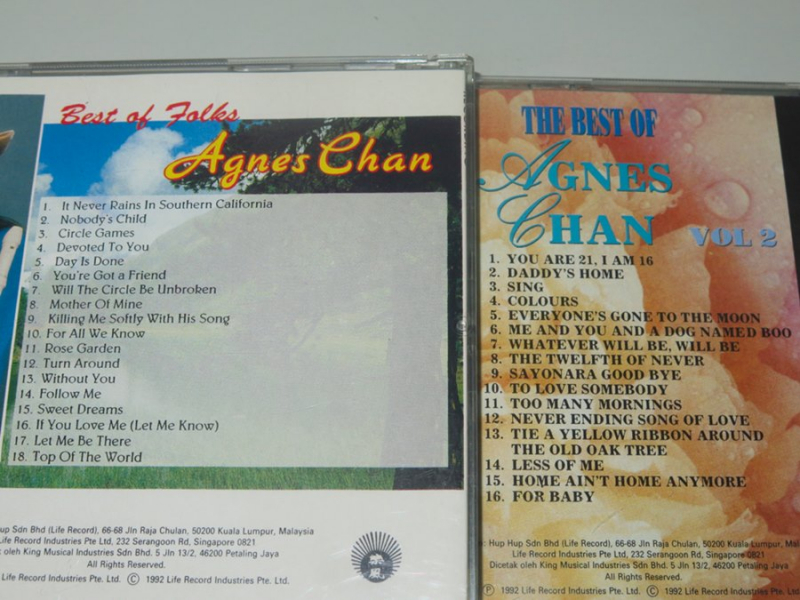 Best of Folks
Agnes Chan
1. It Never Rains In Southern California
2. Nobody's Child
3. Circle Games
4. Devoted To You
5. Day Is Done
6. You're Got a Friend
7. Will The Circle Be Unbroken
8. Mother Of Mine
9. Killing Me Softly With His Song
10. For All We Know
11. Rose Garden
12. Turn Around
13. Without You
14. Follow Me
15. Sweet Dreams
16. If You Love Me (Let Me Know)
17. Let Me Be There
18. Top Of The World
Hup Sdn Bhd (Life Record), 66-68 Jln Raja Chulan, 50200 Kuala Lumpur, Malaysia
Life Record Industries Pte Ltd, 232 Serangoon Rd, Singapore 0821
oleh King Musical Industries Sdn Bhd. 5 Jln 13/2, 46200 Petaling Jaya
All Rights Reserved.
Life Record Industries Pte. Ltd. © 1992 Life Record Industries Pte. Ltd.
THE BEST OF
AGNES
CHAN VOL 2
1. YOU ARE 21, I AM 16
2. DADDY'S HOME
3. SING
4. COLOURS
5. EVERYONE'S GONE TO THE MOON
6. ME AND YOU AND A DOG NAMED BOO
7. WHATEVER WILL BE, WILL BE
8. THE TWELFTH OF NEVER
9. SAYONARA GOOD BYE
10. TO LOVE SOMEBODY
11. TOO MANY MORNINGS
12. NEVER ENDING SONG OF LOVE
13. TIE A YELLOW RIBBON AROUND
THE OLD OAK TREE
14. LESS OF ME
15. HOME AIN'T HOME ANYMORE
16. FOR BABY
Hup Hup Sdn Bhd (Life Record), 66-68 Jln Raja Chulan, 50200 Kuala Lumpur, Malay
Life Record Industries Pte Ltd, 232 Serangoon Rd, Singapore 0821
Dicetak oleh King Musical Industries Sdn Bhd. 5 Jln 13/2, 46200 Petaling Jaya
All Rights Reserved.
℗ 1992 Life Record Industries Pte. Ltd. © 1992 Life Record Industries Pte. Ltd.